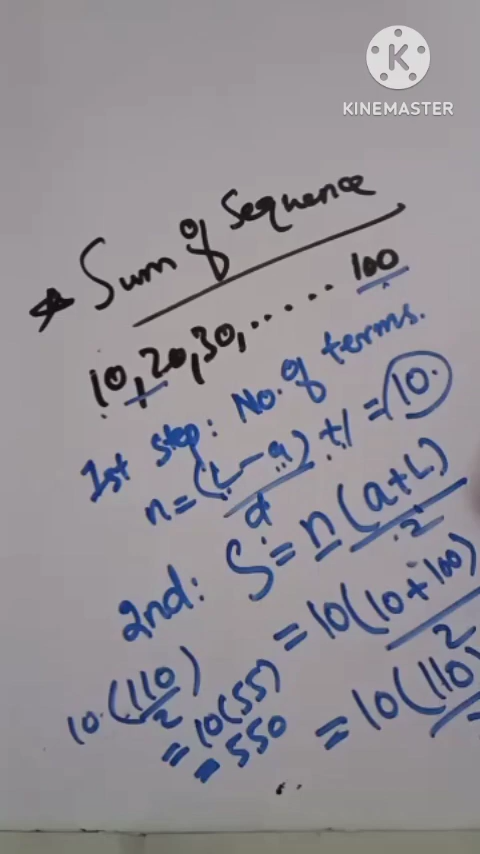 K
KINEMASTER
Sum of Sequence
10,20,30,...... 100
1st step: No. of terms.
n=(L-a)/d +1 =10.
2nd: S=n(a+L)/2
=10(10+100)/2
=10(110)/2
10.(110/2)
=10(55)
=550